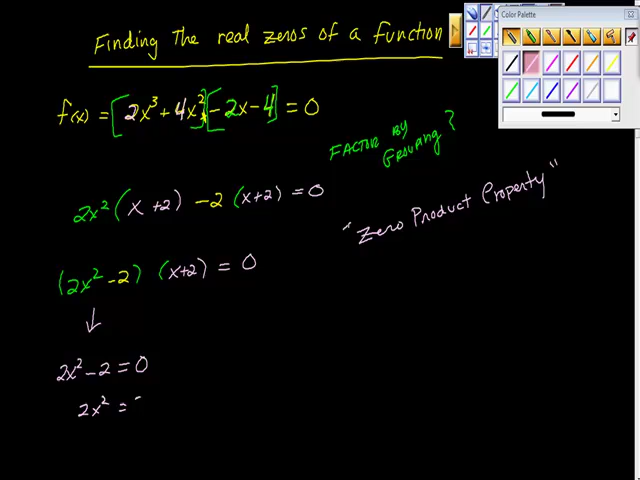 Finding The real zeros of a function
Color Palette
f(x) = [2x³ + 4x²] [- 2x - 4] = 0
FACTOR BY
GROUPING?
2x² (x + 2) - 2 (x+2) = 0
"Zero Product Property"
(2x² - 2) (x+2) = 0
2x² - 2 = 0
2x² =